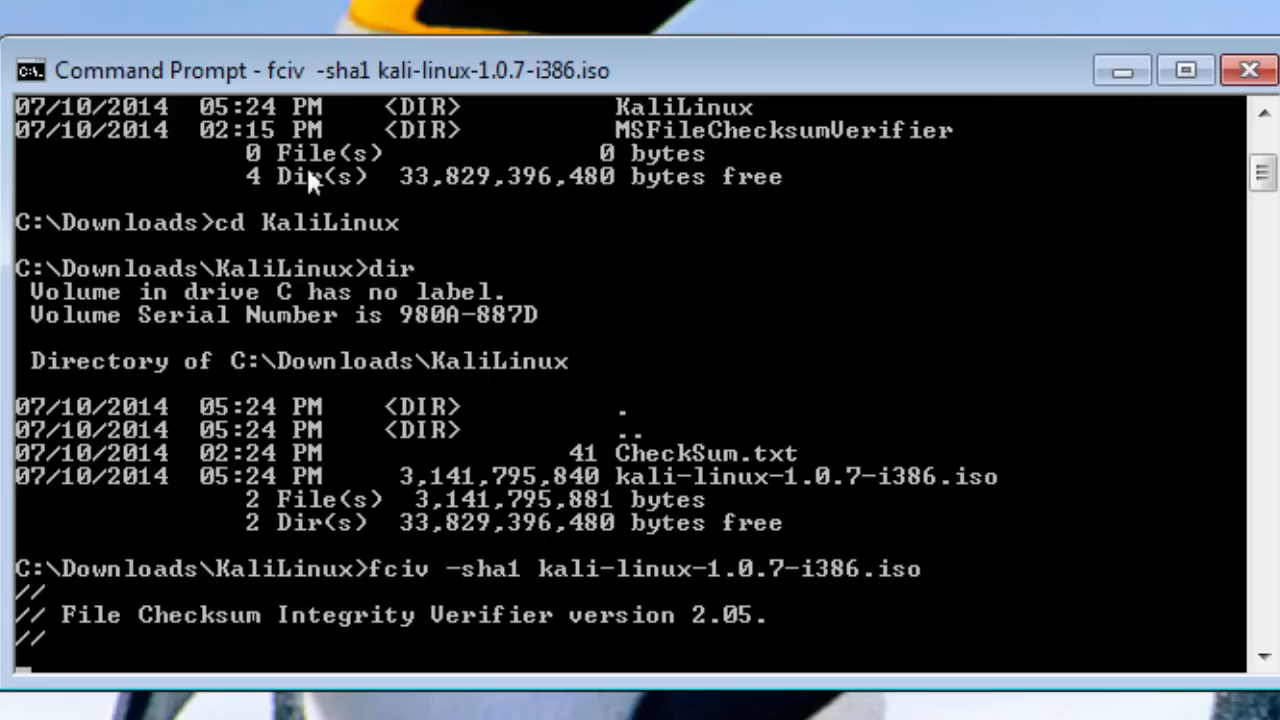 Command Prompt - fciv -sha1 kali-linux-1.0.7-i386.iso
07/10/2014  05:24 PM    <DIR>          KaliLinux
07/10/2014  02:15 PM    <DIR>          MSFileChecksumVerifier
               0 File(s)              0 bytes
               4 Dir(s)  33,829,396,480 bytes free
C:\Downloads>cd KaliLinux
C:\Downloads\KaliLinux>dir
 Volume in drive C has no label.
 Volume Serial Number is 980A-887D
 Directory of C:\Downloads\KaliLinux
07/10/2014  05:24 PM    <DIR>          .
07/10/2014  05:24 PM    <DIR>          ..
07/10/2014  02:24 PM                41 CheckSum.txt
07/10/2014  05:24 PM     3,141,795,840 kali-linux-1.0.7-i386.iso
               2 File(s)  3,141,795,881 bytes
               2 Dir(s)  33,829,396,480 bytes free
C:\Downloads\KaliLinux>fciv -sha1 kali-linux-1.0.7-i386.iso
//
// File Checksum Integrity Verifier version 2.05.
//